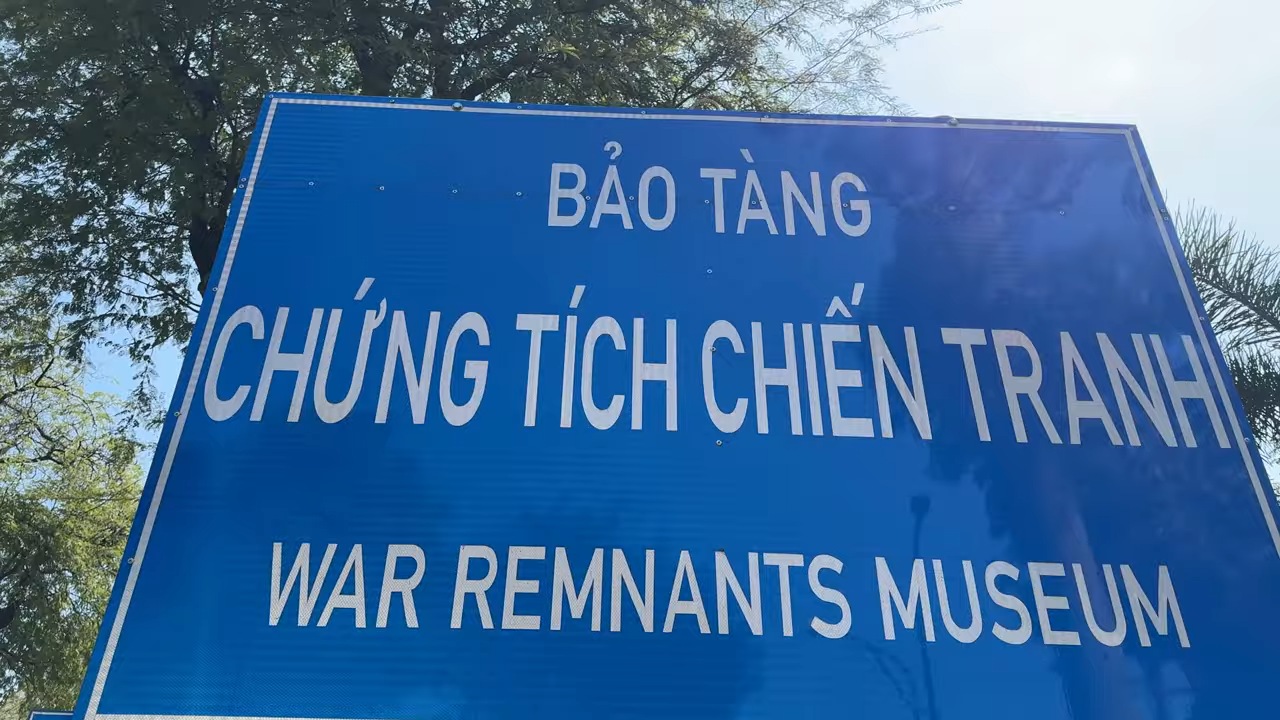 BẢO TÀNG
CHỨNG TÍCH CHIẾN TRANH
WAR REMNANTS MUSEUM